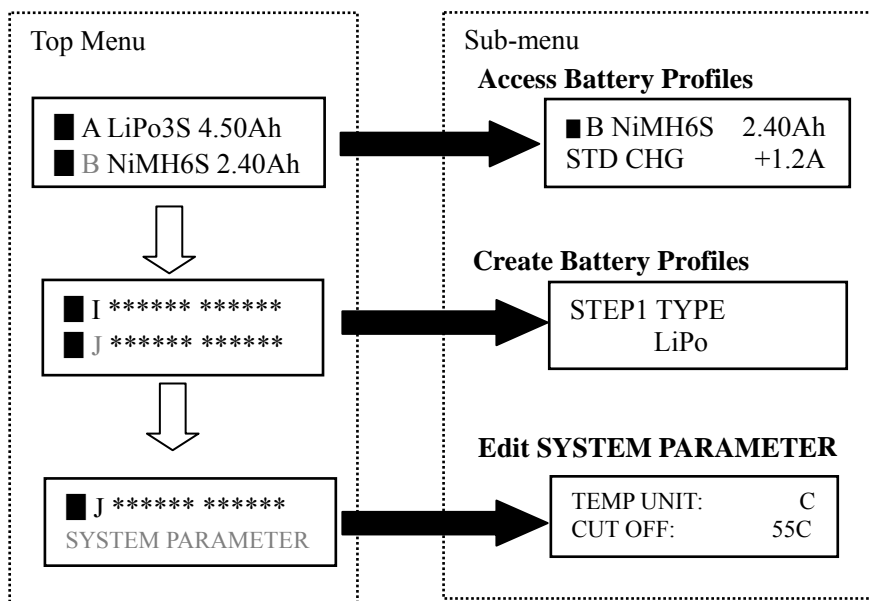 Top Menu
Sub-menu
Access Battery Profiles
A LiPo3S 4.50Ah
B NiMH6S 2.40Ah
B NiMH6S 2.40Ah
STD CHG +1.2A
Create Battery Profiles
I ****** ******
J ****** ******
STEP1 TYPE
LiPo
Edit SYSTEM PARAMETER
J ****** ******
SYSTEM PARAMETER
TEMP UNIT: C
CUT OFF: 55C